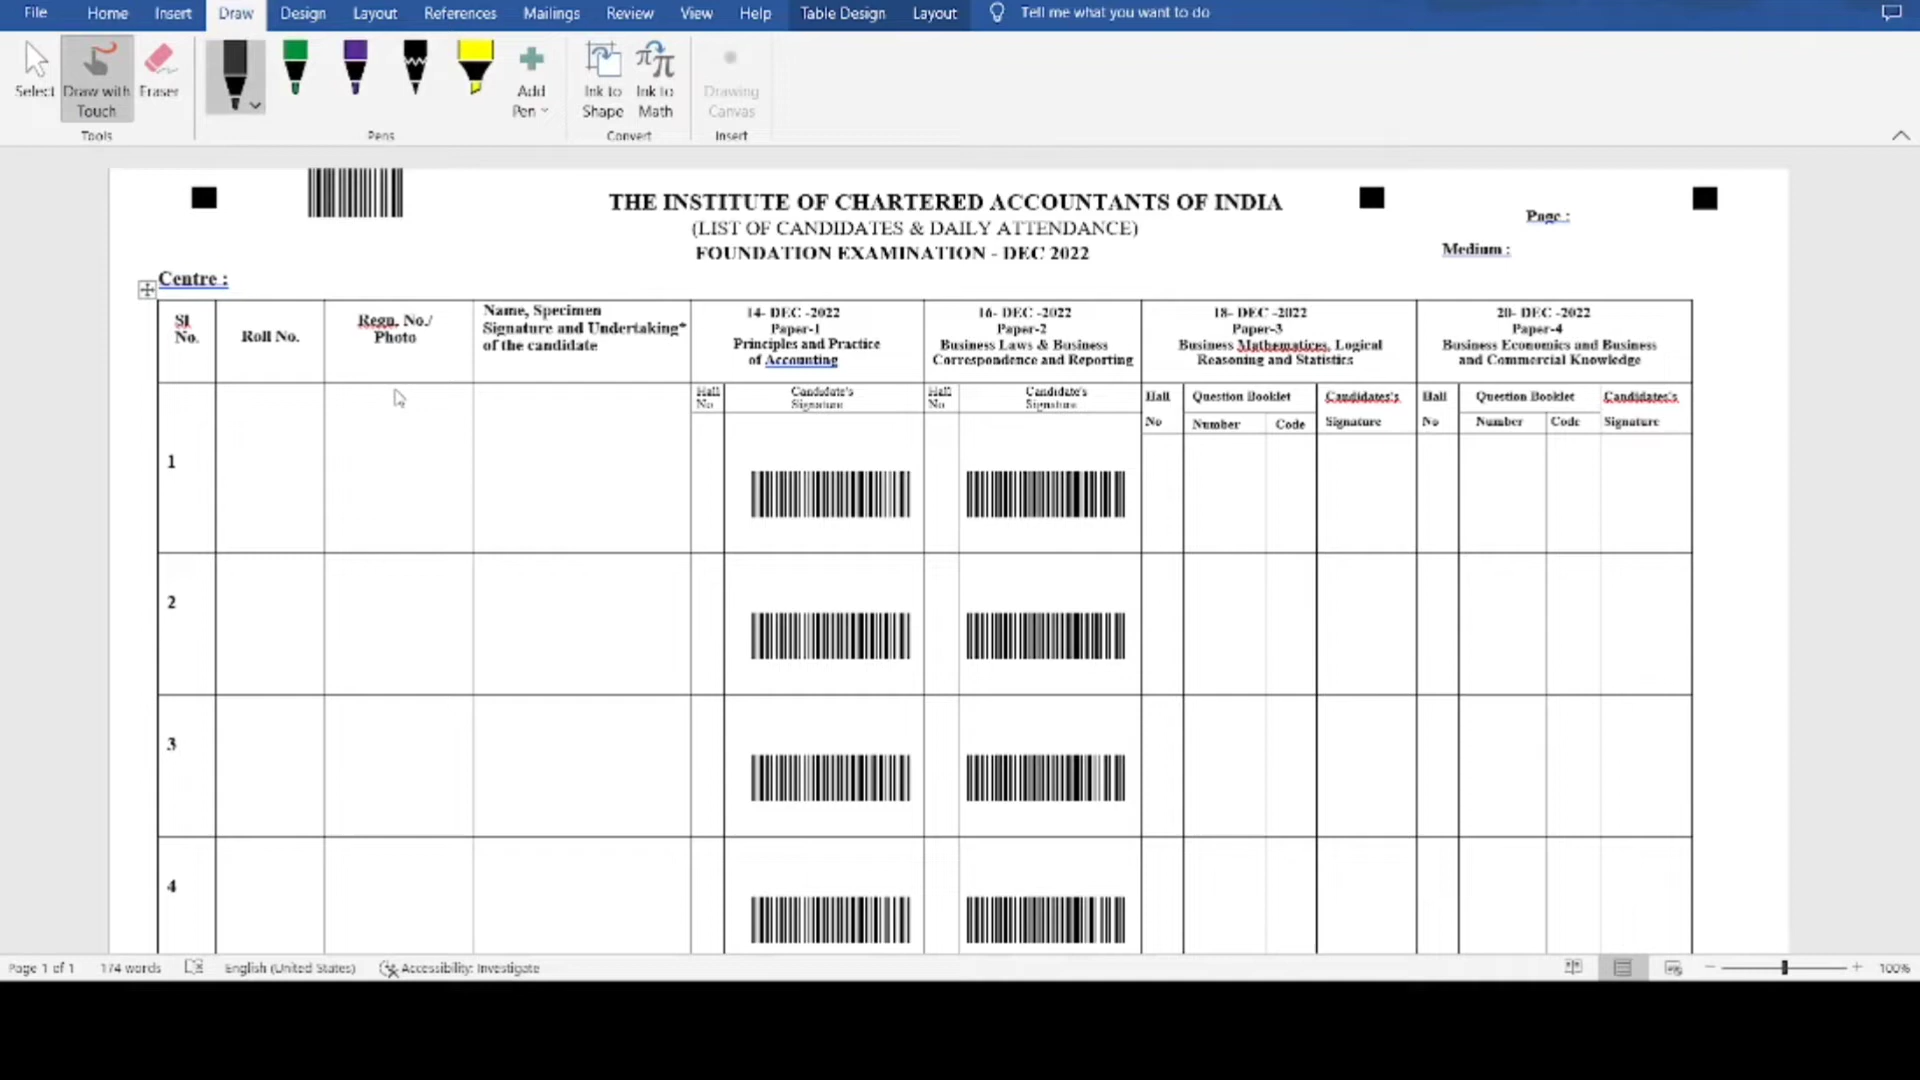 File Home Insert Draw Design Layout References Mailings Review View Help Table Design Layout Tell me what you want to do
Select Draw with Touch Eraser Add Pen Ink to Shape Ink to Math Drawing Canvas
Tools Pens Convert Insert
THE INSTITUTE OF CHARTERED ACCOUNTANTS OF INDIA
(LIST OF CANDIDATES & DAILY ATTENDANCE)
FOUNDATION EXAMINATION - DEC 2022
Page :
Medium :
Centre :
Sl No.
Roll No.
Regn. No./ Photo
Name, Specimen
Signature and Undertaking*
of the candidate
14- DEC -2022
Paper-1
Principles and Practice
of Accounting
16- DEC -2022
Paper-2
Business Laws & Business
Correspondence and Reporting
18- DEC -2022
Paper-3
Business Mathematices, Logical
Reasoning and Statistics
20- DEC -2022
Paper-4
Business Economics and Business
and Commercial Knowledge
Hall No
Candidate's Signature
Hall No
Candidate's Signature
Hall No
Question Booklet
Number Code
Candidates's Signature
Hall No
Question Booklet
Number Code
Candidates's Signature
1
2
3
4
Page 1 of 1 174 words English (United States) Accessibility: Investigate 100%